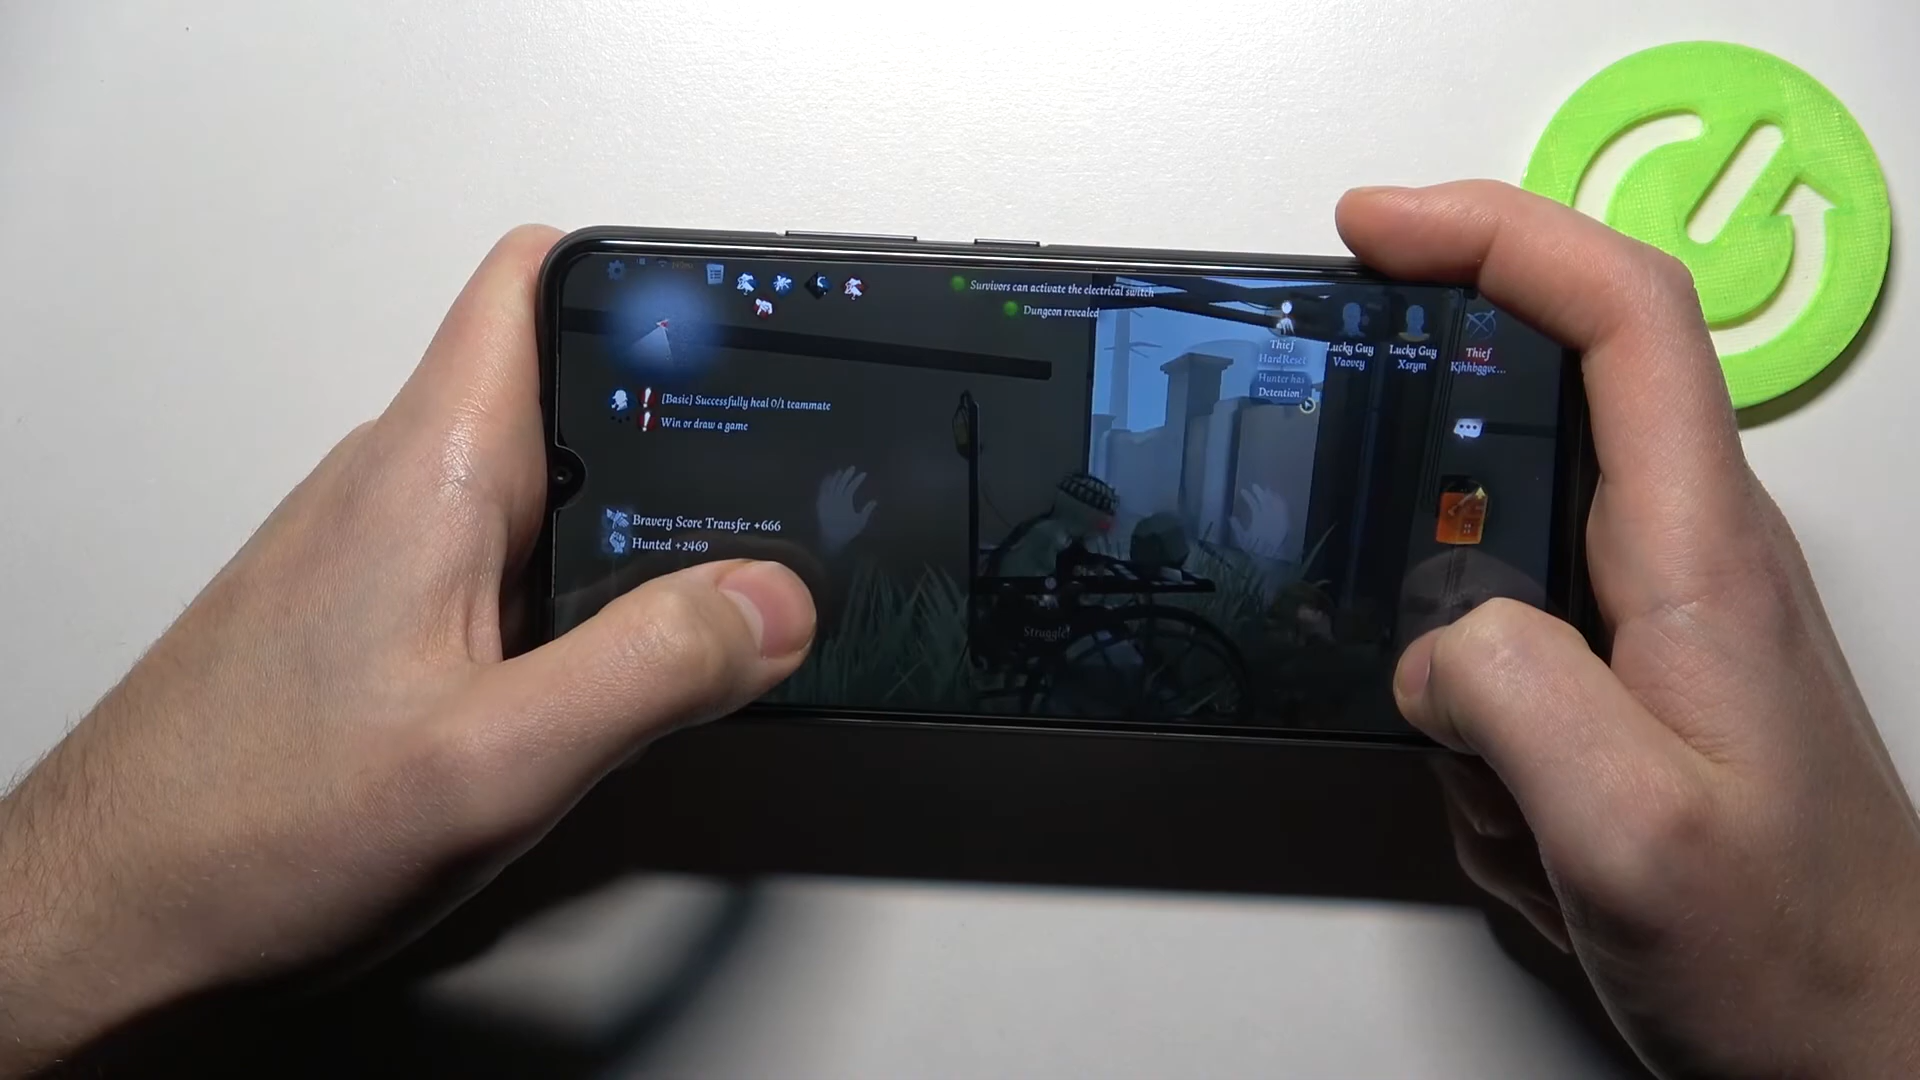 Survivors can activate the electrical switch
Dungeon revealed
Thief
HardReset
Hunter has
Detention!
Lucky Guy
Vaovey
Lucky Guy
Xsrym
Thief
Kjhhbggvc...
[Basic] Successfully heal 0/1 teammate
Win or draw a game
Bravery Score Transfer +666
Hunted +2469
Struggle!